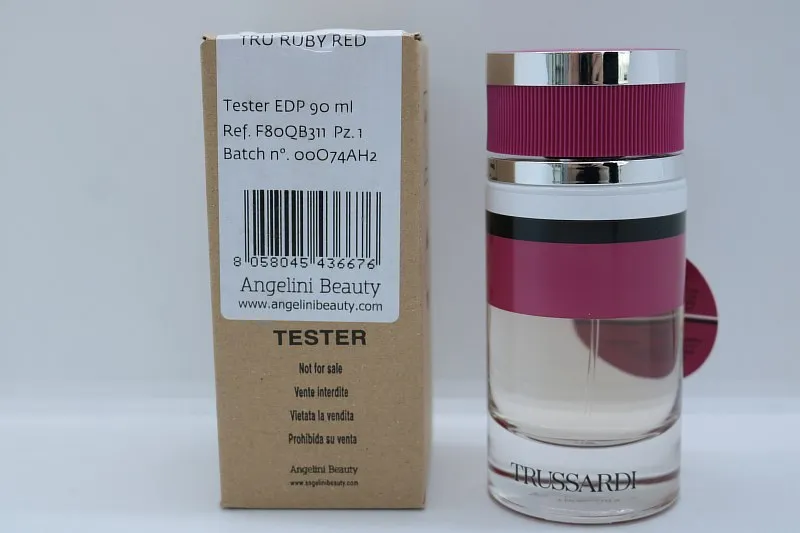 TRU RUBY RED
Tester EDP 90 ml
Ref. F80QB311 Pz. 1
Batch n°. 00O74AH2
8 058045 436676
Angelini Beauty
www.angelinibeauty.com
TESTER
Not for sale
Vente interdite
Vietata la vendita
Prohibida su venta
Angelini Beauty
www.angelinibeauty.com
TRUSSARDI